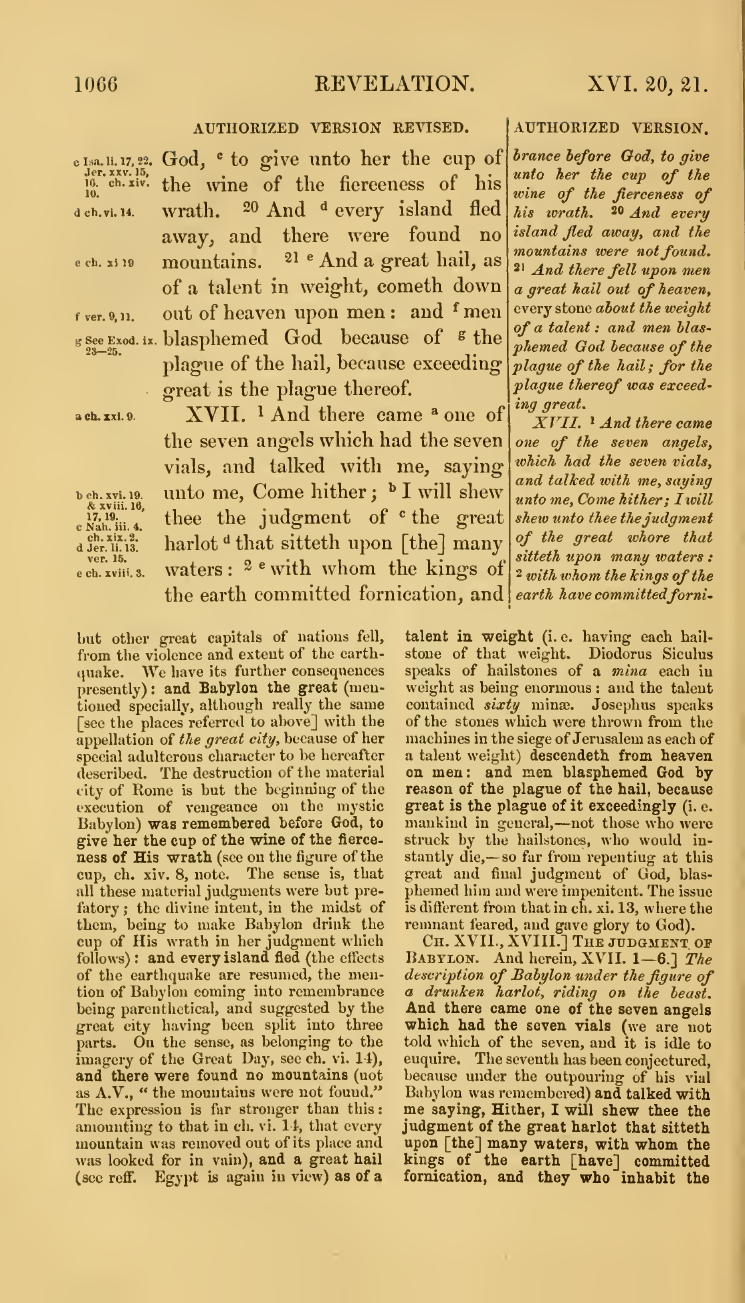 1066 REVELATION. XVI. 20, 21.
AUTHORIZED VERSION REVISED.
c Isa. li. 17, 22.
Jer. xxv. 15,
16. ch. xiv.
10.
d ch. vi. 14.
e ch. xi 19
f ver. 9, 11.
g See Exod. ix.
23—25.
a ch. xxi. 9.
b ch. xvi. 19.
& xviii. 16,
17, 19.
c Nah. iii. 4.
ch. xix. 2.
d Jer. li. 13.
ver. 15.
e ch. xviii. 3.
God, e to give unto her the cup of
the wine of the fierceness of his
wrath. 20 And d every island fled
away, and there were found no
mountains. 21 e And a great hail, as
of a talent in weight, cometh down
out of heaven upon men : and f men
blasphemed God because of g the
plague of the hail, because exceeding
great is the plague thereof.
XVII. 1 And there came a one of
the seven angels which had the seven
vials, and talked with me, saying
unto me, Come hither ; b I will shew
thee the judgment of c the great
harlot d that sitteth upon [the] many
waters : 2 e with whom the kings of
the earth committed fornication, and
AUTHORIZED VERSION.
brance before God, to give
unto her the cup of the
wine of the fierceness of
his wrath. 20 And every
island fled away, and the
mountains were not found.
21 And there fell upon men
a great hail out of heaven,
every stone about the weight
of a talent : and men blas-
phemed God because of the
plague of the hail ; for the
plague thereof was exceed-
ing great.
XVII. 1 And there came
one of the seven angels,
which had the seven vials,
and talked with me, saying
unto me, Come hither ; I will
shew unto thee the judgment
of the great whore that
sitteth upon many waters :
2 with whom the kings of the
earth have committed forni-
but other great capitals of nations fell,
from the violence and extent of the earth-
quake. We have its further consequences
presently) : and Babylon the great (men-
tioned specially, although really the same
[see the places referred to above] with the
appellation of the great city, because of her
special adulterous character to be hereafter
described. The destruction of the material
city of Rome is but the beginning of the
execution of vengeance on the mystic
Babylon) was remembered before God, to
give her the cup of the wine of the fierce-
ness of His wrath (see on the figure of the
cup, ch. xiv. 8, note. The sense is, that
all these material judgments were but pre-
fatory ; the divine intent, in the midst of
them, being to make Babylon drink the
cup of His wrath in her judgment which
follows) : and every island fled (the effects
of the earthquake are resumed, the men-
tion of Babylon coming into remembrance
being parenthetical, and suggested by the
great city having been split into three
parts. On the sense, as belonging to the
imagery of the Great Day, see ch. vi. 14),
and there were found no mountains (not
as A.V., “ the mountains were not found.”
The expression is far stronger than this :
amounting to that in ch. vi. 14, that every
mountain was removed out of its place and
was looked for in vain), and a great hail
(see reff. Egypt is again in view) as of a
talent in weight (i. e. having each hail-
stone of that weight. Diodorus Siculus
speaks of hailstones of a mina each in
weight as being enormous : and the talent
contained sixty minæ. Josephus speaks
of the stones which were thrown from the
machines in the siege of Jerusalem as each of
a talent weight) descendeth from heaven
on men : and men blasphemed God by
reason of the plague of the hail, because
great is the plague of it exceedingly (i. e.
mankind in general,—not those who were
struck by the hailstones, who would in-
stantly die,—so far from repentiug at this
great and final judgment of God, blas-
phemed him and were impenitent. The issue
is different from that in ch. xi. 13, where the
remnant feared, and gave glory to God).
CH. XVII., XVIII.] THE JUDGMENT OF
BABYLON. And herein, XVII. 1—6.] The
description of Babylon under the figure of
a drunken harlot, riding on the beast.
And there came one of the seven angels
which had the seven vials (we are not
told which of the seven, and it is idle to
euquire. The seventh has been conjectured,
because under the outpouring of his vial
Babylon was remembered) and talked with
me saying, Hither, I will shew thee the
judgment of the great harlot that sitteth
upon [the] many waters, with whom the
kings of the earth [have] committed
fornication, and they who inhabit the